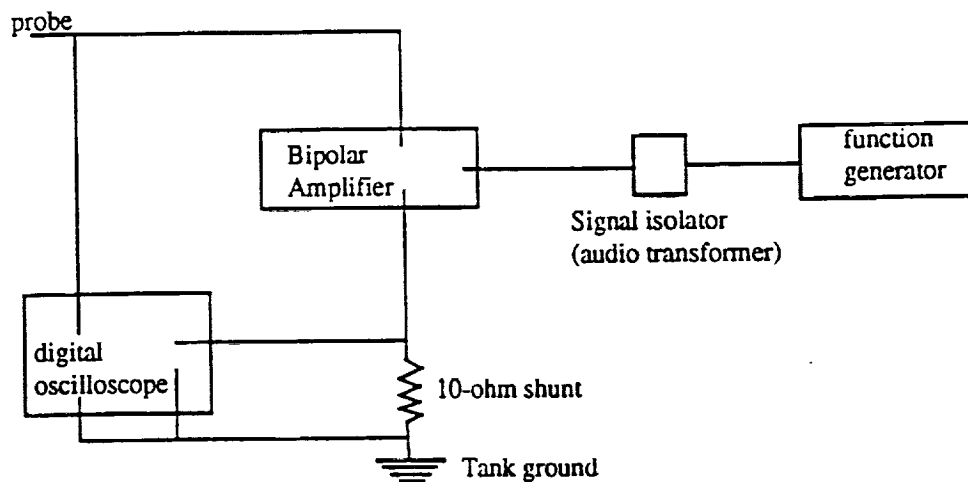 probe
Bipolar
Amplifier
function
generator
Signal isolator
(audio transformer)
digital
oscilloscope
10-ohm shunt
Tank ground